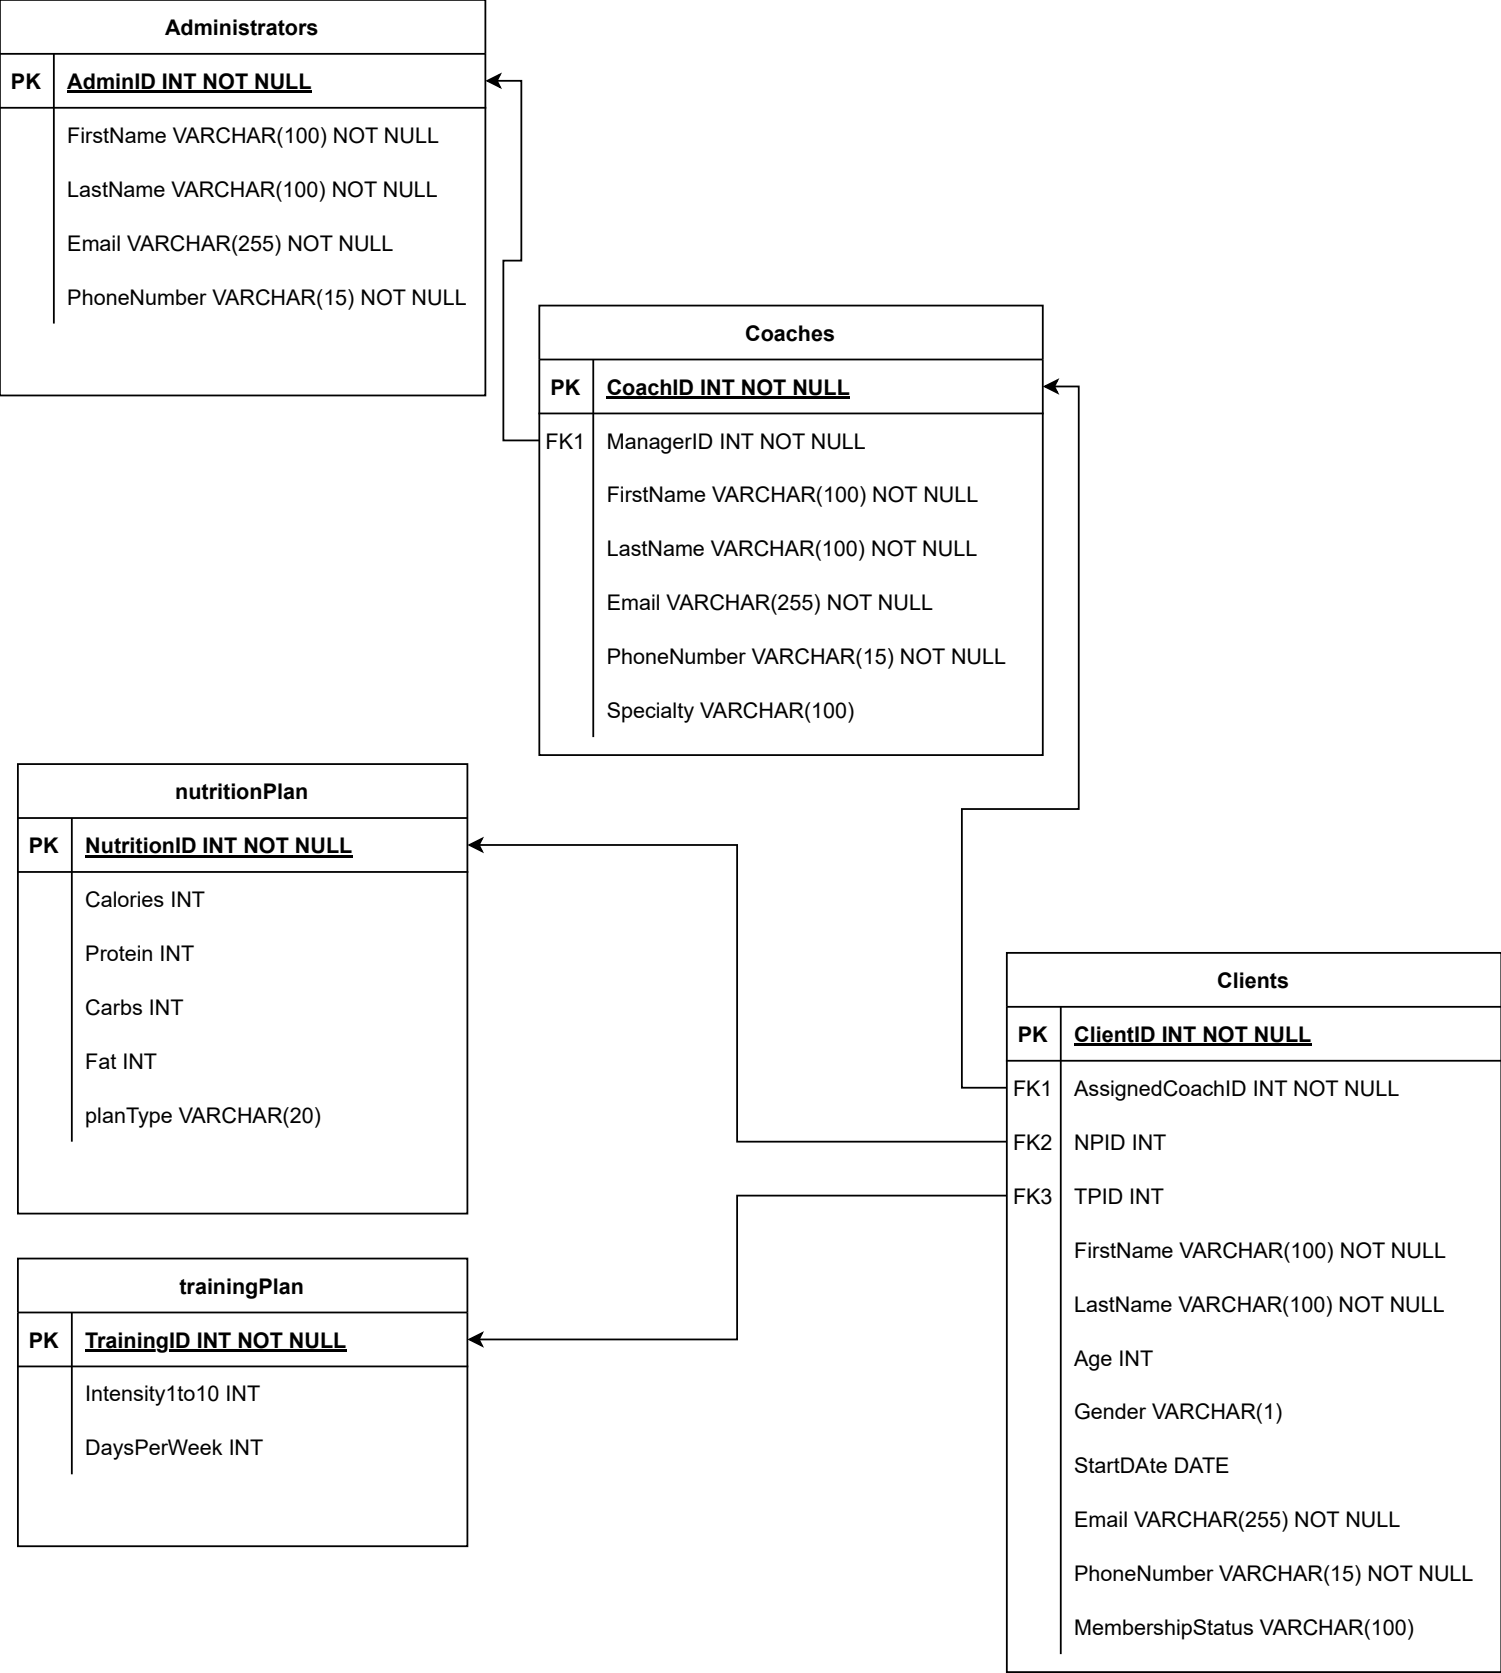 Administrators
PK AdminID INT NOT NULL
FirstName VARCHAR(100) NOT NULL
LastName VARCHAR(100) NOT NULL
Email VARCHAR(255) NOT NULL
PhoneNumber VARCHAR(15) NOT NULL
Coaches
PK CoachID INT NOT NULL
FK1 ManagerID INT NOT NULL
FirstName VARCHAR(100) NOT NULL
LastName VARCHAR(100) NOT NULL
Email VARCHAR(255) NOT NULL
PhoneNumber VARCHAR(15) NOT NULL
Specialty VARCHAR(100)
nutritionPlan
PK NutritionID INT NOT NULL
Calories INT
Protein INT
Carbs INT
Fat INT
planType VARCHAR(20)
trainingPlan
PK TrainingID INT NOT NULL
Intensity1to10 INT
DaysPerWeek INT
Clients
PK ClientID INT NOT NULL
FK1 AssignedCoachID INT NOT NULL
FK2 NPID INT
FK3 TPID INT
FirstName VARCHAR(100) NOT NULL
LastName VARCHAR(100) NOT NULL
Age INT
Gender VARCHAR(1)
StartDAte DATE
Email VARCHAR(255) NOT NULL
PhoneNumber VARCHAR(15) NOT NULL
MembershipStatus VARCHAR(100)